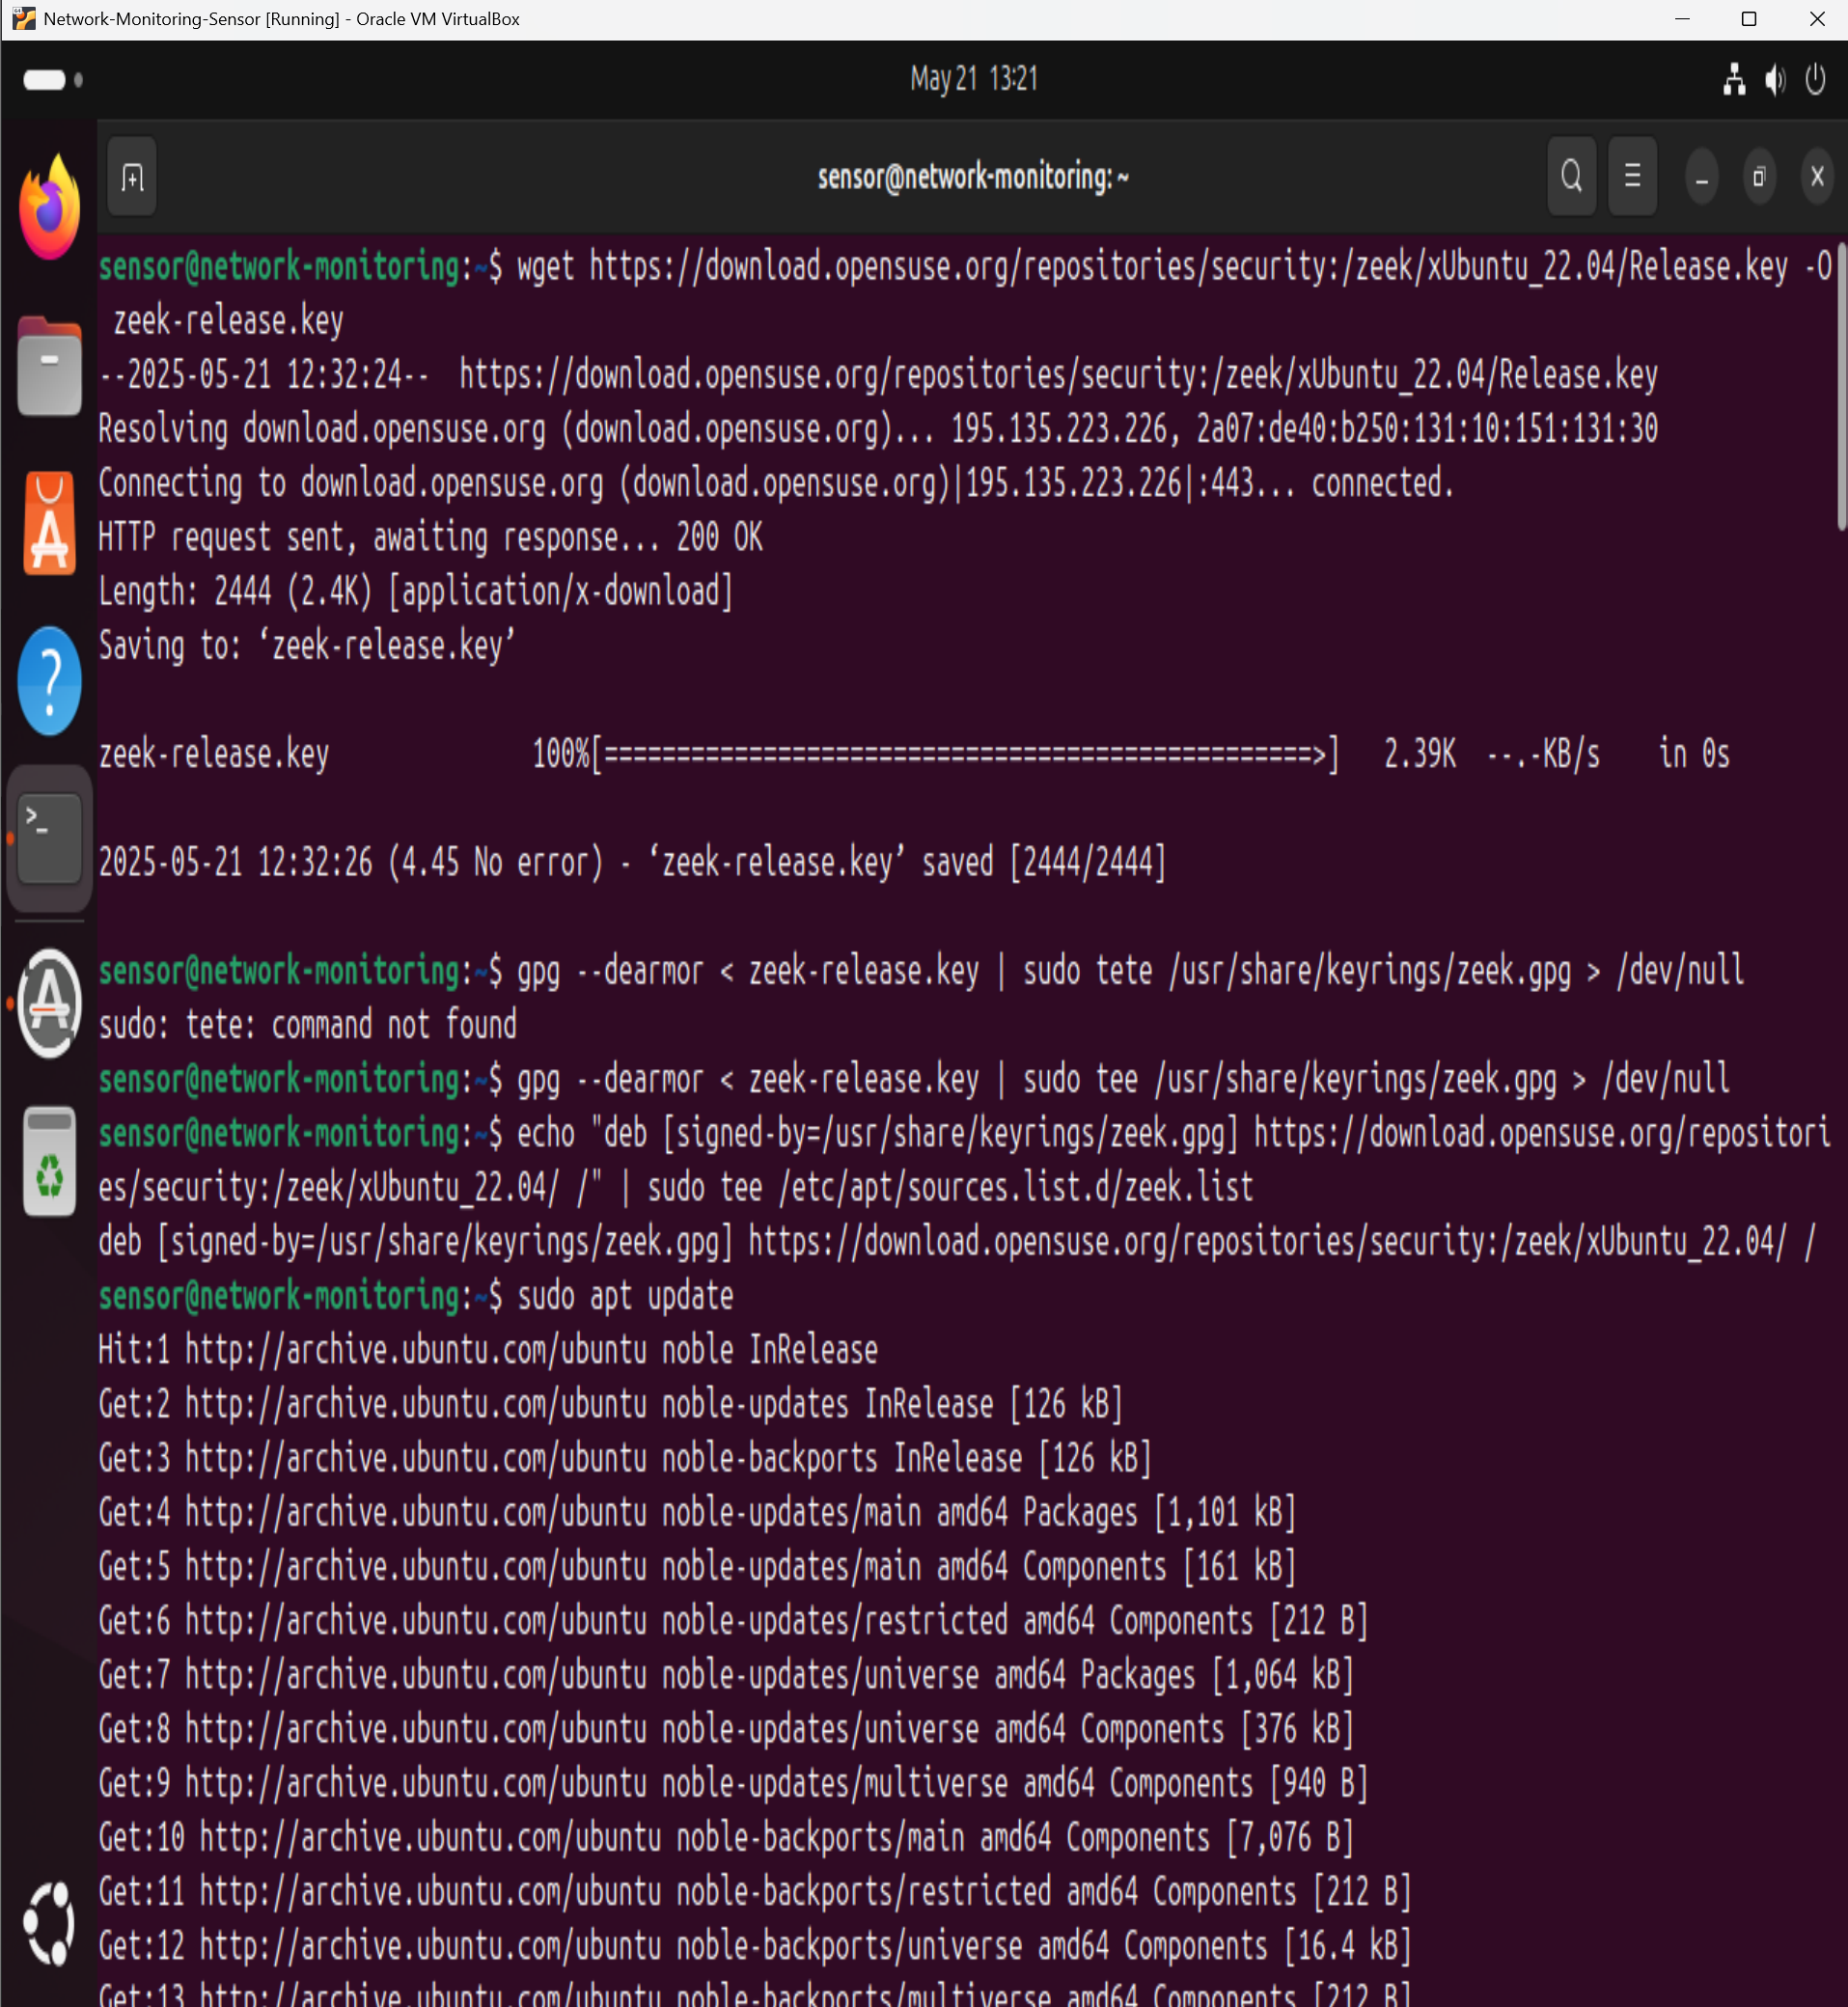 Network-Monitoring-Sensor [Running] - Oracle VM VirtualBox
May 21 13:21
sensor@network-monitoring: ~
sensor@network-monitoring:~$ wget https://download.opensuse.org/repositories/security:/zeek/xUbuntu_22.04/Release.key -O
 zeek-release.key
--2025-05-21 12:32:24--  https://download.opensuse.org/repositories/security:/zeek/xUbuntu_22.04/Release.key
Resolving download.opensuse.org (download.opensuse.org)... 195.135.223.226, 2a07:de40:b250:131:10:151:131:30
Connecting to download.opensuse.org (download.opensuse.org)|195.135.223.226|:443... connected.
HTTP request sent, awaiting response... 200 OK
Length: 2444 (2.4K) [application/x-download]
Saving to: ‘zeek-release.key’
zeek-release.key              100%[=================================================>]   2.39K  --.-KB/s    in 0s
2025-05-21 12:32:26 (4.45 No error) - ‘zeek-release.key’ saved [2444/2444]
sensor@network-monitoring:~$ gpg --dearmor < zeek-release.key | sudo tete /usr/share/keyrings/zeek.gpg > /dev/null
sudo: tete: command not found
sensor@network-monitoring:~$ gpg --dearmor < zeek-release.key | sudo tee /usr/share/keyrings/zeek.gpg > /dev/null
sensor@network-monitoring:~$ echo "deb [signed-by=/usr/share/keyrings/zeek.gpg] https://download.opensuse.org/repositori
es/security:/zeek/xUbuntu_22.04/ /" | sudo tee /etc/apt/sources.list.d/zeek.list
deb [signed-by=/usr/share/keyrings/zeek.gpg] https://download.opensuse.org/repositories/security:/zeek/xUbuntu_22.04/ /
sensor@network-monitoring:~$ sudo apt update
Hit:1 http://archive.ubuntu.com/ubuntu noble InRelease
Get:2 http://archive.ubuntu.com/ubuntu noble-updates InRelease [126 kB]
Get:3 http://archive.ubuntu.com/ubuntu noble-backports InRelease [126 kB]
Get:4 http://archive.ubuntu.com/ubuntu noble-updates/main amd64 Packages [1,101 kB]
Get:5 http://archive.ubuntu.com/ubuntu noble-updates/main amd64 Components [161 kB]
Get:6 http://archive.ubuntu.com/ubuntu noble-updates/restricted amd64 Components [212 B]
Get:7 http://archive.ubuntu.com/ubuntu noble-updates/universe amd64 Packages [1,064 kB]
Get:8 http://archive.ubuntu.com/ubuntu noble-updates/universe amd64 Components [376 kB]
Get:9 http://archive.ubuntu.com/ubuntu noble-updates/multiverse amd64 Components [940 B]
Get:10 http://archive.ubuntu.com/ubuntu noble-backports/main amd64 Components [7,076 B]
Get:11 http://archive.ubuntu.com/ubuntu noble-backports/restricted amd64 Components [212 B]
Get:12 http://archive.ubuntu.com/ubuntu noble-backports/universe amd64 Components [16.4 kB]
Get:13 http://archive.ubuntu.com/ubuntu noble-backports/multiverse amd64 Components [212 B]